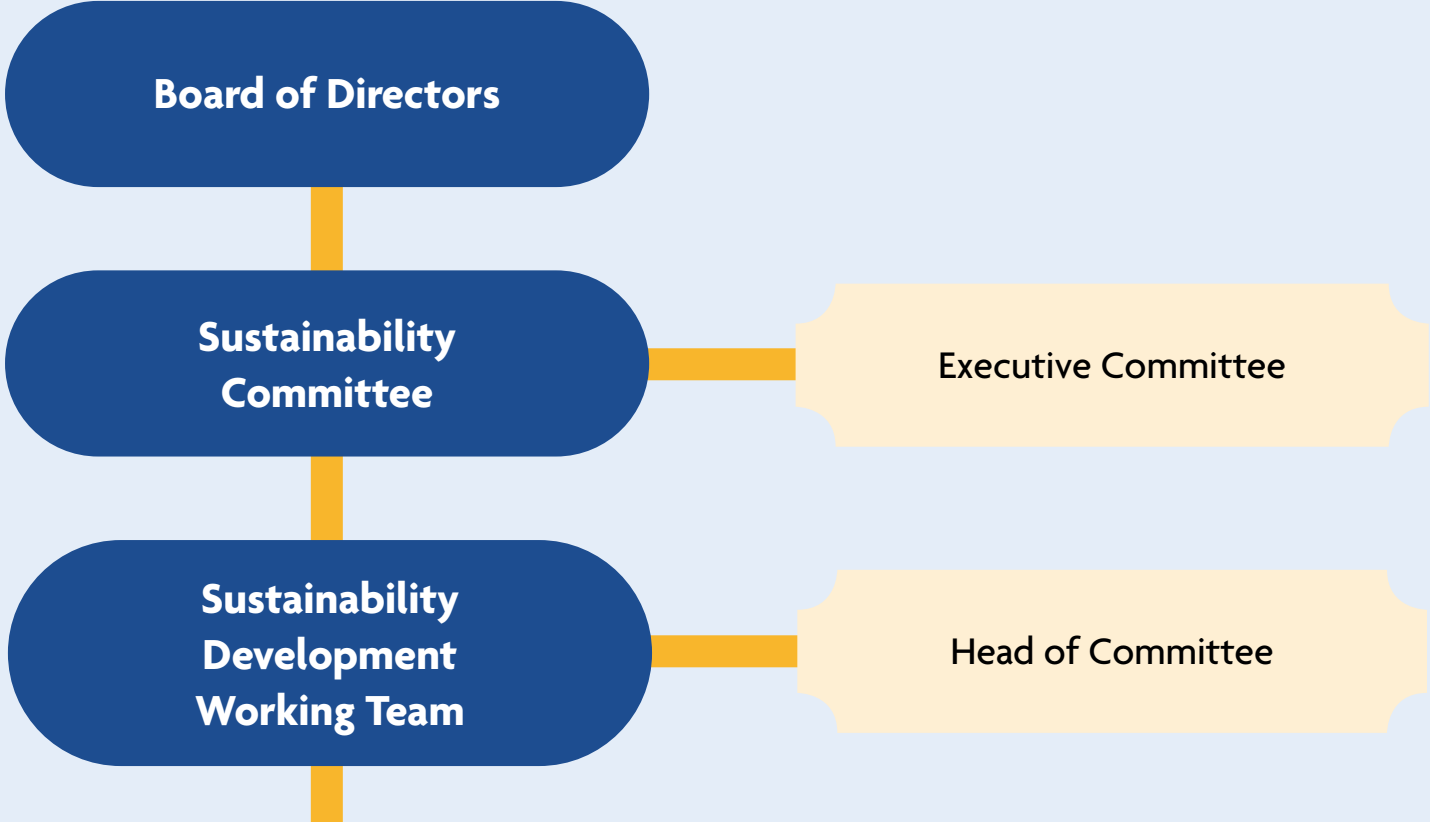 Board of Directors
Sustainability
Committee
Executive Committee
Sustainability
Development
Working Team
Head of Committee